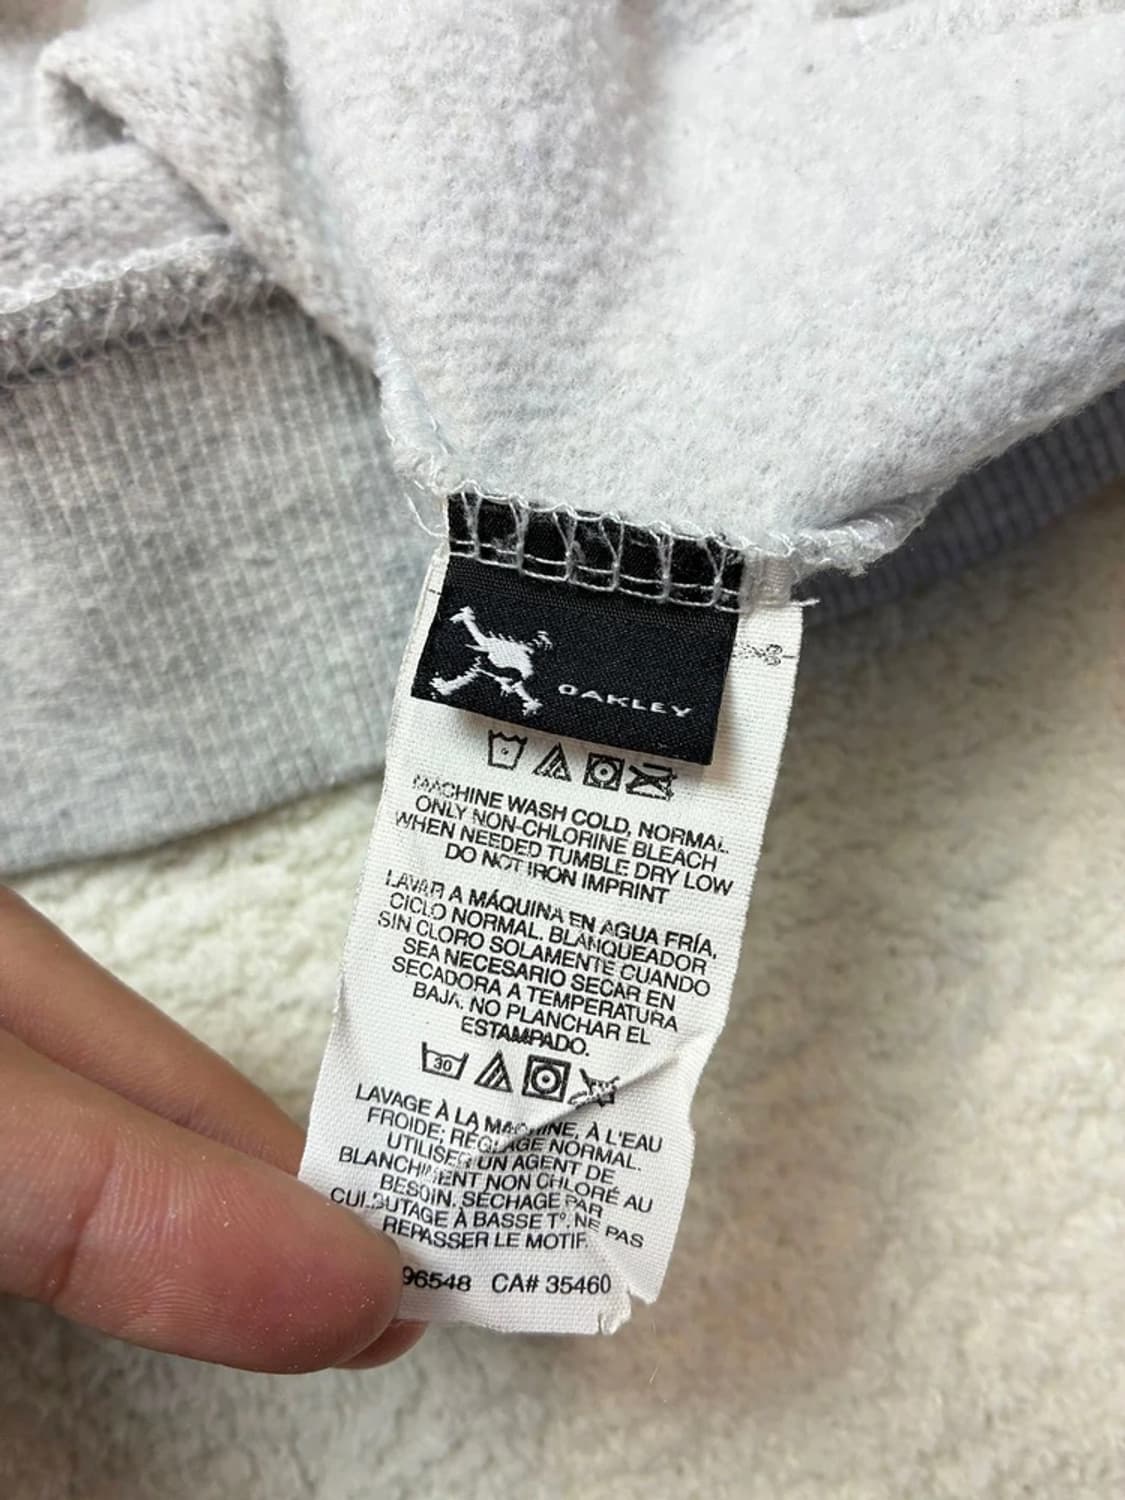 OAKLEY
MACHINE WASH COLD, NORMAL.
ONLY NON-CHLORINE BLEACH
WHEN NEEDED TUMBLE DRY LOW
DO NOT IRON IMPRINT
LAVAR A MÁQUINA EN AGUA FRÍA,
CICLO NORMAL. BLANQUEADOR
SIN CLORO SOLAMENTE CUANDO
SEA NECESARIO SECAR EN
SECADORA A TEMPERATURA
BAJA. NO PLANCHAR EL
ESTAMPADO.
30
LAVAGE À LA MACHINE, À L'EAU
FROIDE; RÉGLAGE NORMAL.
UTILISER UN AGENT DE
BLANCHIMENT NON CHLORÉ AU
BESOIN. SÉCHAGE PAR
CULBUTAGE À BASSE T°. NE PAS
REPASSER LE MOTIF.
96548 CA# 35460